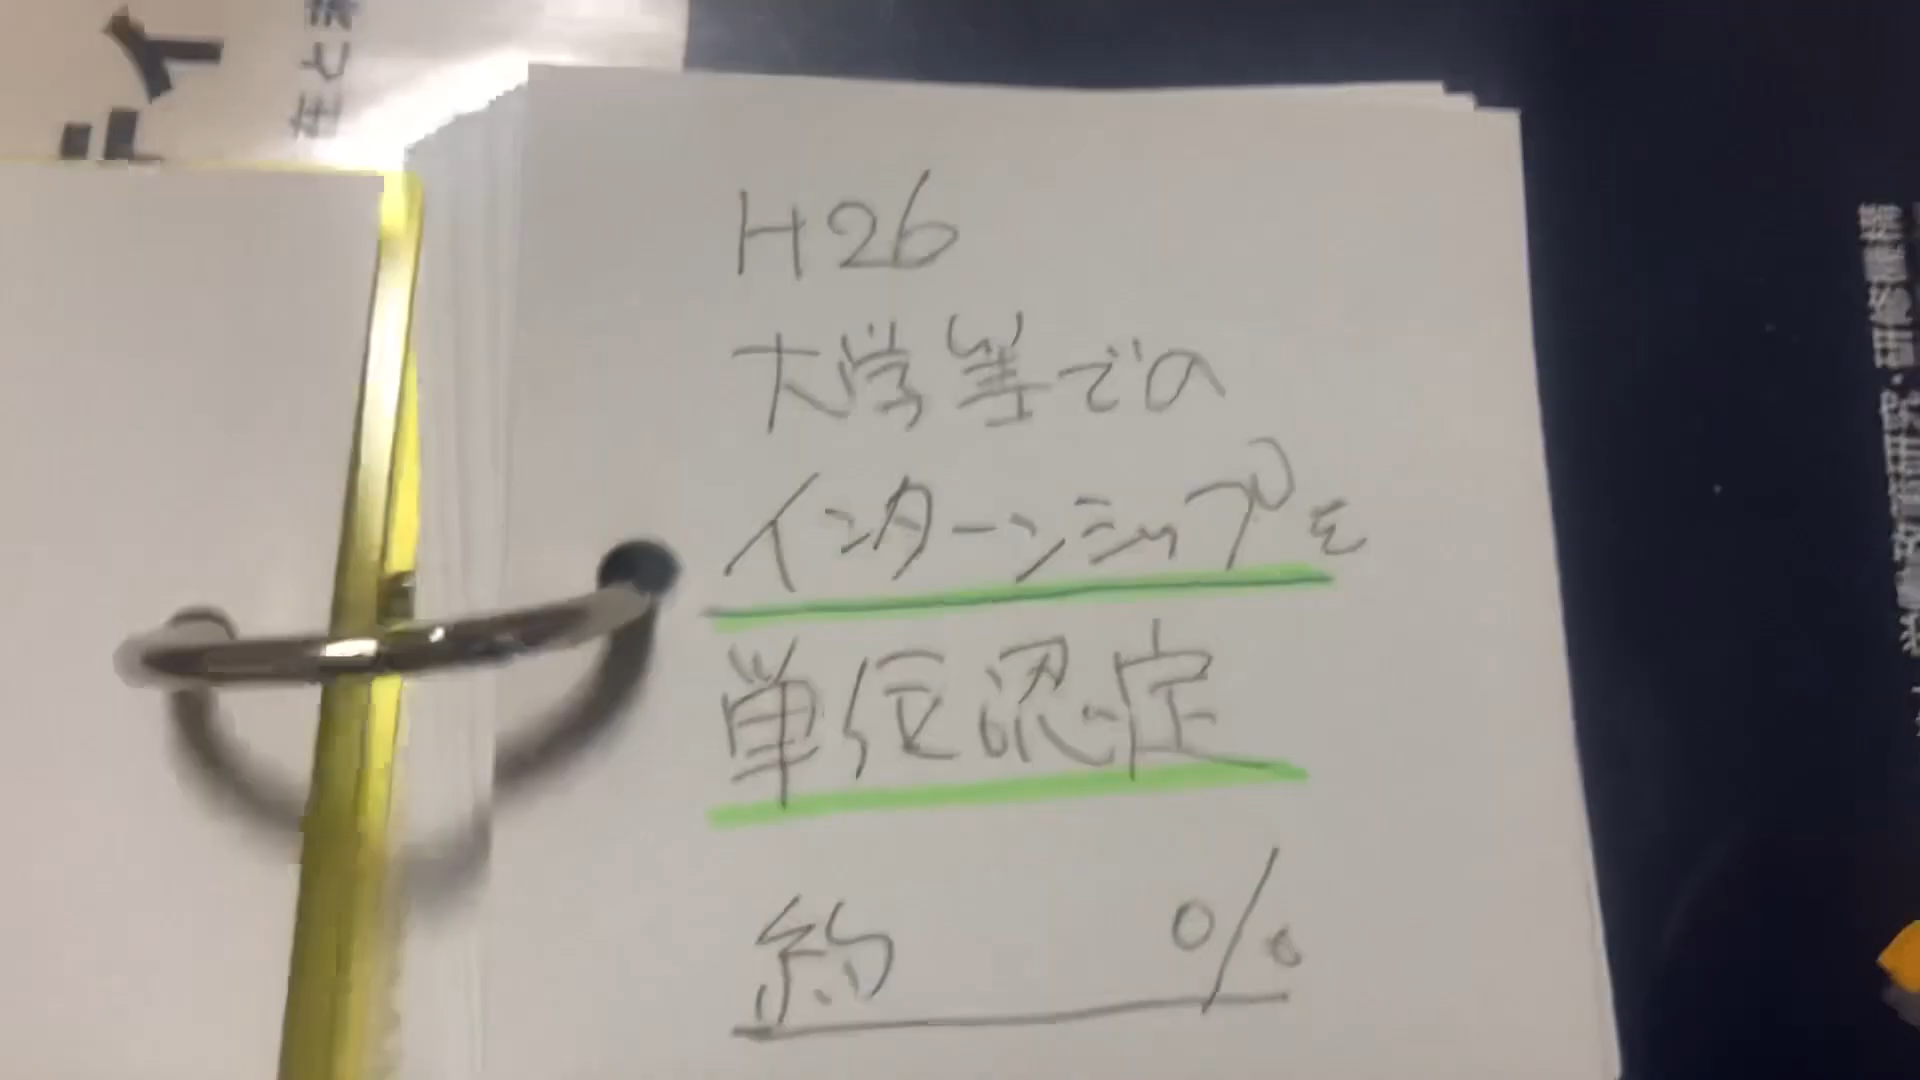 H26
大学等での
インターンシップを
単位認定
約　　　%